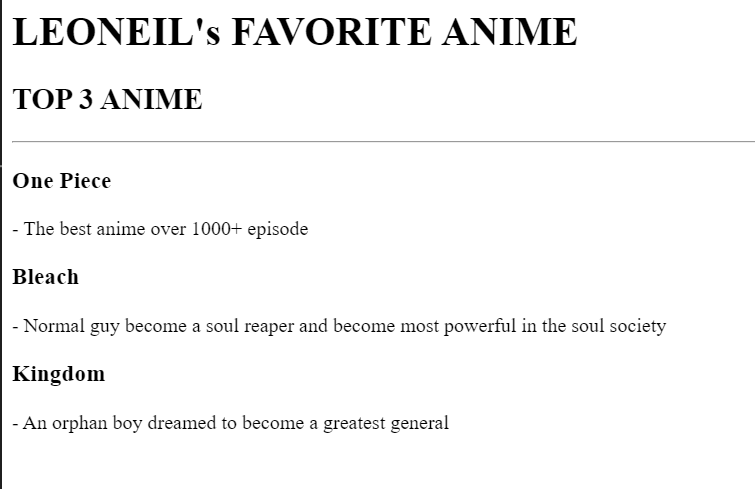 LEONEIL's FAVORITE ANIME
TOP 3 ANIME
One Piece
- The best anime over 1000+ episode
Bleach
- Normal guy become a soul reaper and become most powerful in the soul society
Kingdom
- An orphan boy dreamed to become a greatest general